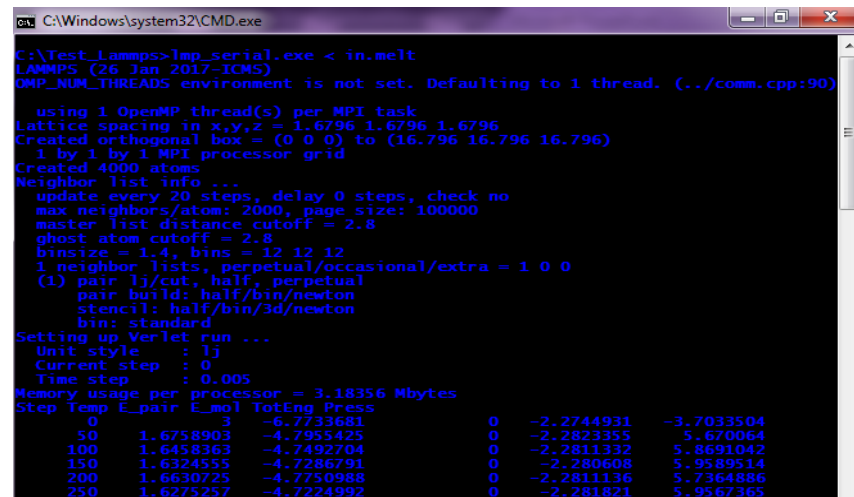 C:\Windows\system32\CMD.exe
C:\Test_Lammps>lmp_serial.exe < in.melt
LAMMPS (26 Jan 2017-ICMS)
OMP_NUM_THREADS environment is not set. Defaulting to 1 thread. (../comm.cpp:90)
using 1 OpenMP thread(s) per MPI task
Lattice spacing in x,y,z = 1.6796 1.6796 1.6796
Created orthogonal box = (0 0 0) to (16.796 16.796 16.796)
1 by 1 by 1 MPI processor grid
Created 4000 atoms
Neighbor list info ...
update every 20 steps, delay 0 steps, check no
max neighbors/atom: 2000, page size: 100000
master list distance cutoff = 2.8
ghost atom cutoff = 2.8
binsize = 1.4, bins = 12 12 12
1 neighbor lists, perpetual/occasional/extra = 1 0 0
(1) pair lj/cut, half, perpetual
pair build: half/bin/newton
stencil: half/bin/3d/newton
bin: standard
Setting up Verlet run ...
Unit style : lj
Current step : 0
Time step : 0.005
Memory usage per processor = 3.18356 Mbytes
Step Temp E_pair E_mol TotEng Press
0 3 -6.7733681 0 -2.2744931 -3.7033504
50 1.6758903 -4.7955425 0 -2.2823355 5.670064
100 1.6458363 -4.7492704 0 -2.2811332 5.8691042
150 1.6324555 -4.7286791 0 -2.280608 5.9589514
200 1.6630725 -4.7750988 0 -2.2811136 5.7364886
250 1.6275257 -4.7224992 0 -2.281821 5.9567365